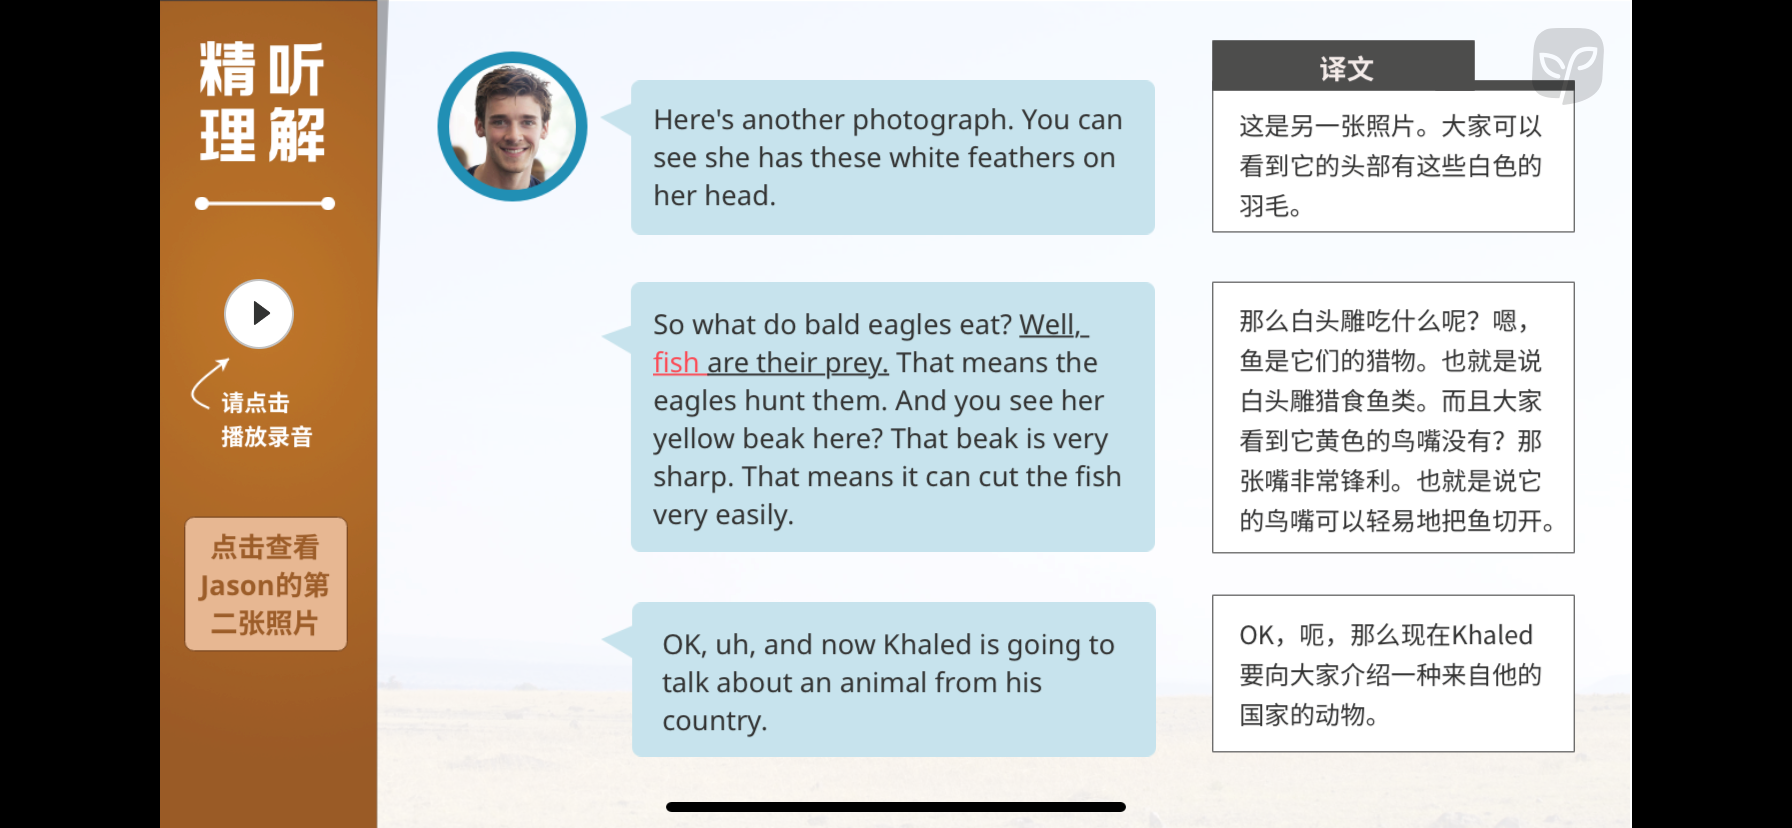 精听
理解
请点击
播放录音
点击查看
Jason的第
二张照片
Here's another photograph. You can
see she has these white feathers on
her head.
So what do bald eagles eat? Well,
fish are their prey. That means the
eagles hunt them. And you see her
yellow beak here? That beak is very
sharp. That means it can cut the fish
very easily.
OK, uh, and now Khaled is going to
talk about an animal from his
country.
译文
这是另一张照片。大家可以
看到它的头部有这些白色的
羽毛。
那么白头雕吃什么呢？嗯，
鱼是它们的猎物。也就是说
白头雕猎食鱼类。而且大家
看到它黄色的鸟嘴没有？那
张嘴非常锋利。也就是说它
的鸟嘴可以轻易地把鱼切开。
OK，呃，那么现在Khaled
要向大家介绍一种来自他的
国家的动物。